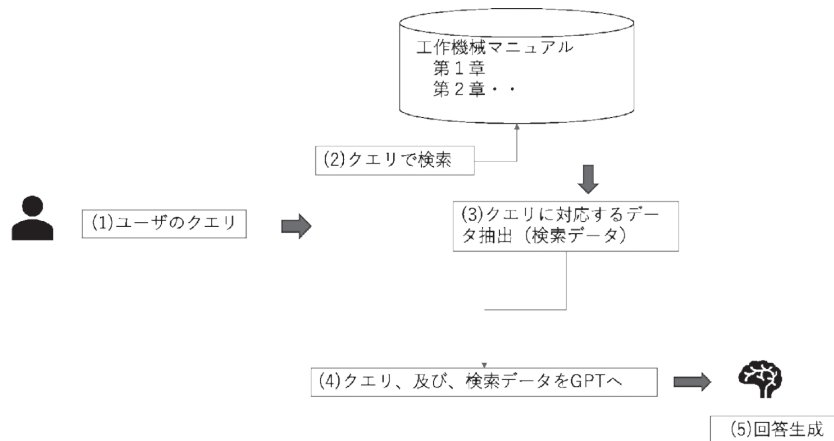 工作機械マニュアル
第1章
第2章・・
(2)クエリで検索
(1)ユーザのクエリ
(3)クエリに対応するデー
タ抽出（検索データ）
(4)クエリ、及び、検索データをGPTへ
(5)回答生成